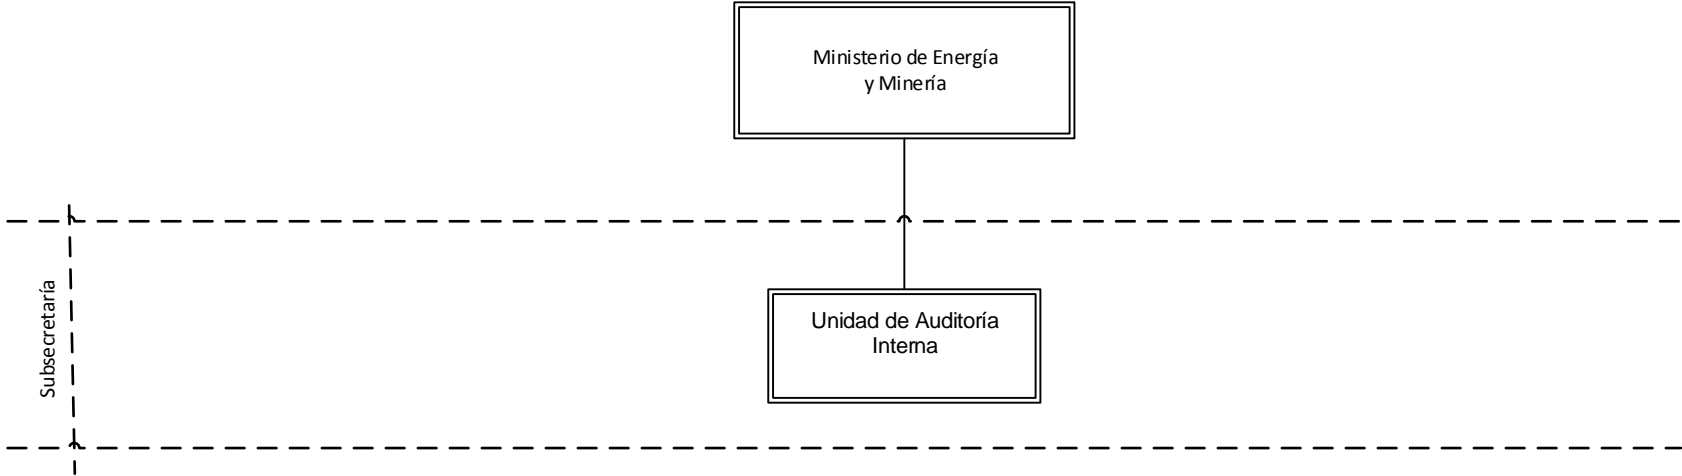 Ministerio de Energía
y Minería
Subsecretaría
Unidad de Auditoría
Interna